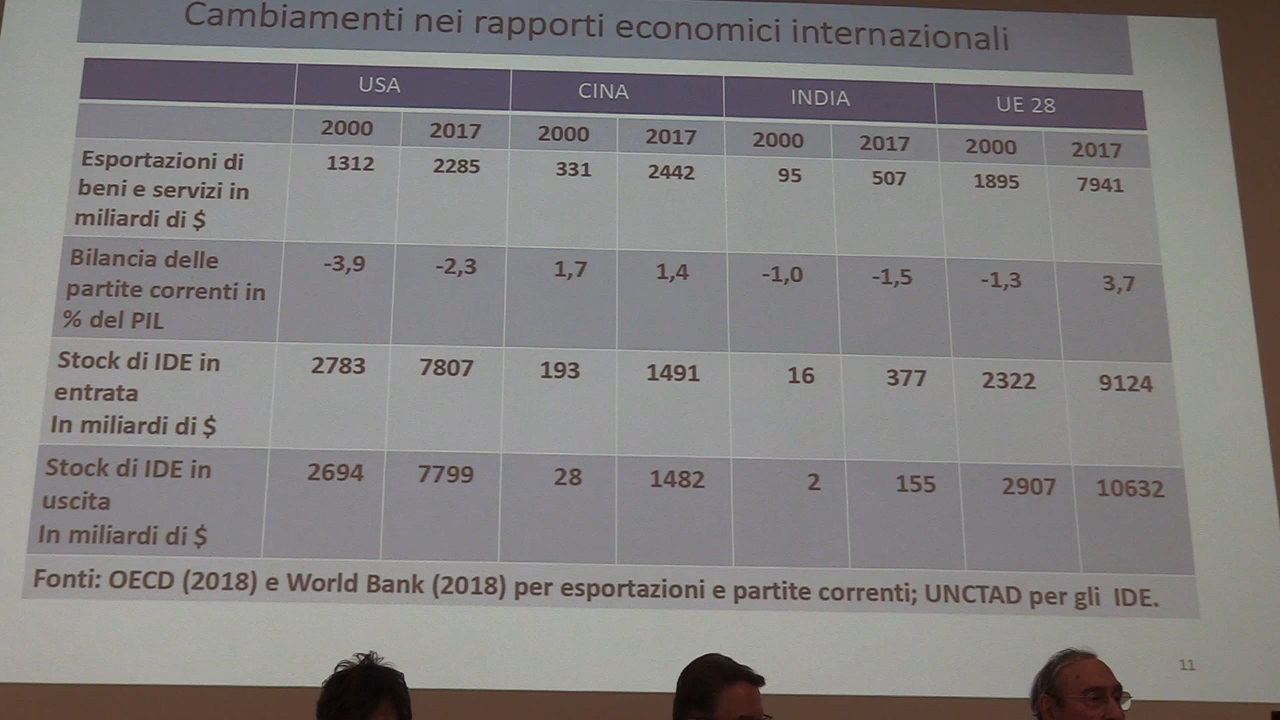 Cambiamenti nei rapporti economici internazionali
USA CINA INDIA UE 28
2000 2017 2000 2017 2000 2017 2000 2017
Esportazioni di
beni e servizi in
miliardi di $
1312 2285 331 2442 95 507 1895 7941
Bilancia delle
partite correnti in
% del PIL
-3,9 -2,3 1,7 1,4 -1,0 -1,5 -1,3 3,7
Stock di IDE in
entrata
In miliardi di $
2783 7807 193 1491 16 377 2322 9124
Stock di IDE in
uscita
In miliardi di $
2694 7799 28 1482 2 155 2907 10632
Fonti: OECD (2018) e World Bank (2018) per esportazioni e partite correnti; UNCTAD per gli IDE.
11